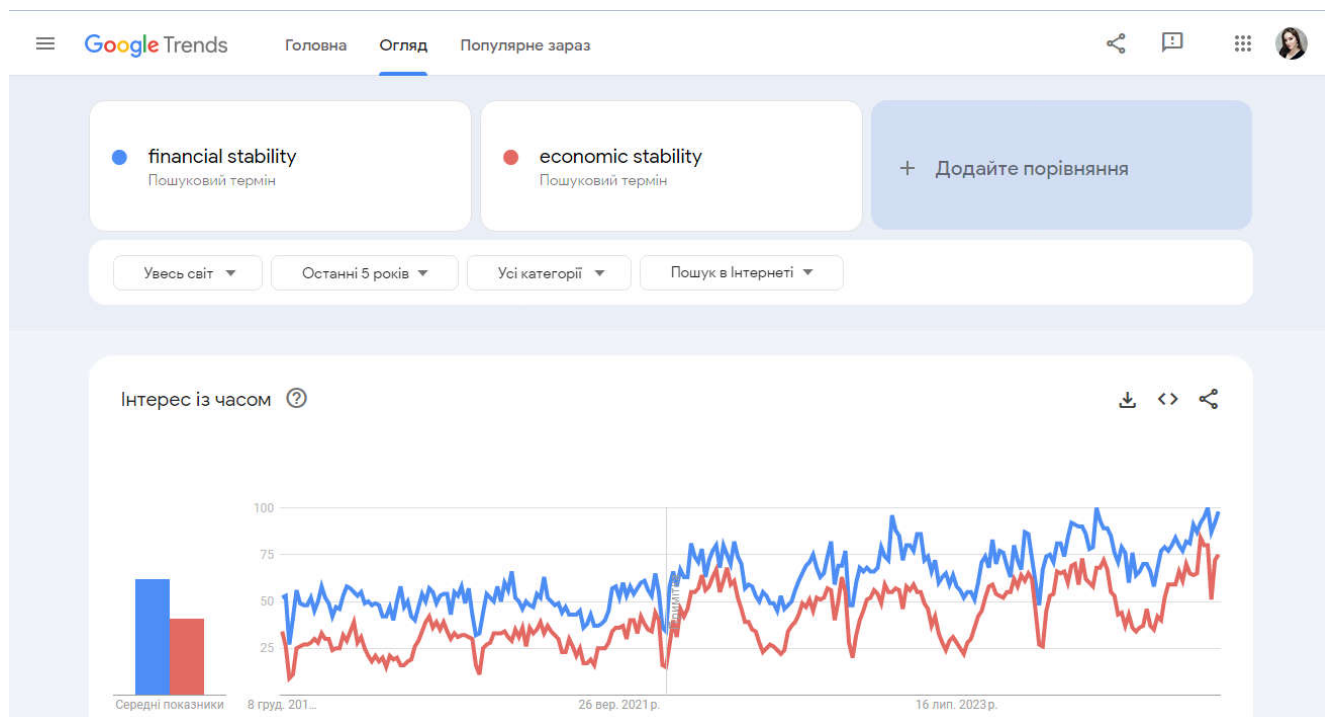 Google Trends Головна Огляд Популярне зараз
financial stability
Пошуковий термін
economic stability
Пошуковий термін
+ Додайте порівняння
Увесь світ
Останні 5 років
Усі категорії
Пошук в Інтернеті
Інтерес із часом
100
75
50
25
Середні показники
8 груд. 201...
26 вер. 2021 р.
16 лип. 2023 р.